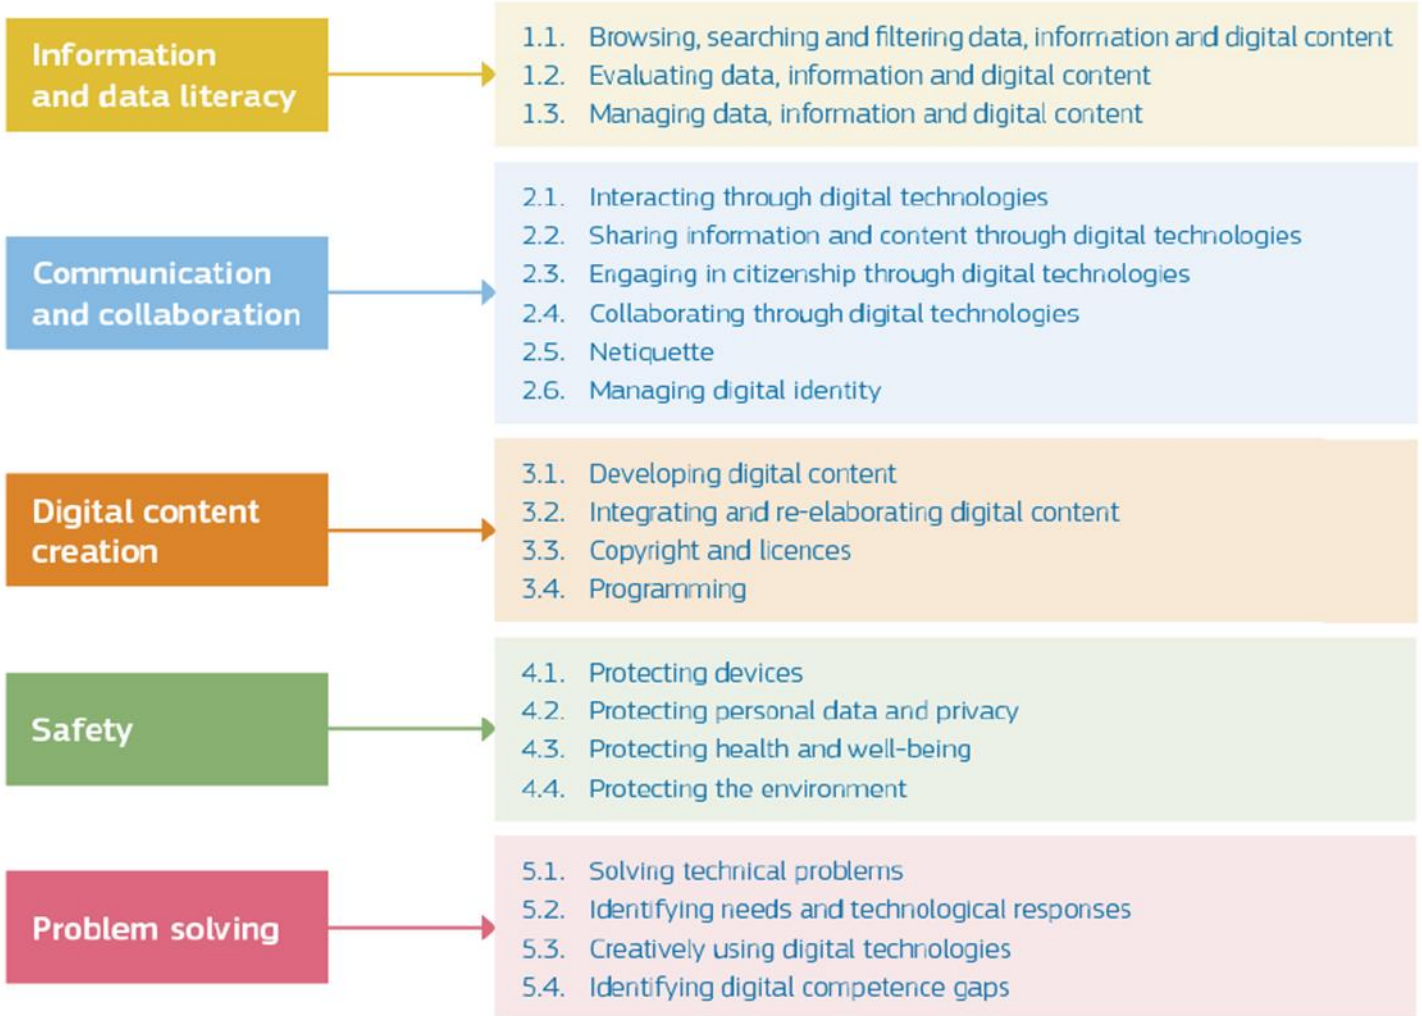 Information
and data literacy
1.1. Browsing, searching and filtering data, information and digital content
1.2. Evaluating data, information and digital content
1.3. Managing data, information and digital content
Communication
and collaboration
2.1. Interacting through digital technologies
2.2. Sharing information and content through digital technologies
2.3. Engaging in citizenship through digital technologies
2.4. Collaborating through digital technologies
2.5. Netiquette
2.6. Managing digital identity
Digital content
creation
3.1. Developing digital content
3.2. Integrating and re-elaborating digital content
3.3. Copyright and licences
3.4. Programming
Safety
4.1. Protecting devices
4.2. Protecting personal data and privacy
4.3. Protecting health and well-being
4.4. Protecting the environment
Problem solving
5.1. Solving technical problems
5.2. Identifying needs and technological responses
5.3. Creatively using digital technologies
5.4. Identifying digital competence gaps